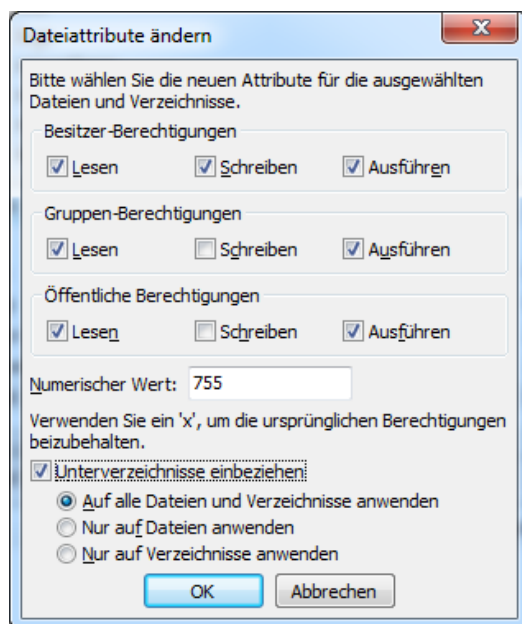 Dateiattribute ändern
Bitte wählen Sie die neuen Attribute für die ausgewählten
Dateien und Verzeichnisse.
Besitzer-Berechtigungen
Lesen Schreiben Ausführen
Gruppen-Berechtigungen
Lesen Schreiben Ausführen
Öffentliche Berechtigungen
Lesen Schreiben Ausführen
Numerischer Wert: 755
Verwenden Sie ein 'x', um die ursprünglichen Berechtigungen
beizubehalten.
Unterverzeichnisse einbeziehen
Auf alle Dateien und Verzeichnisse anwenden
Nur auf Dateien anwenden
Nur auf Verzeichnisse anwenden
OK Abbrechen